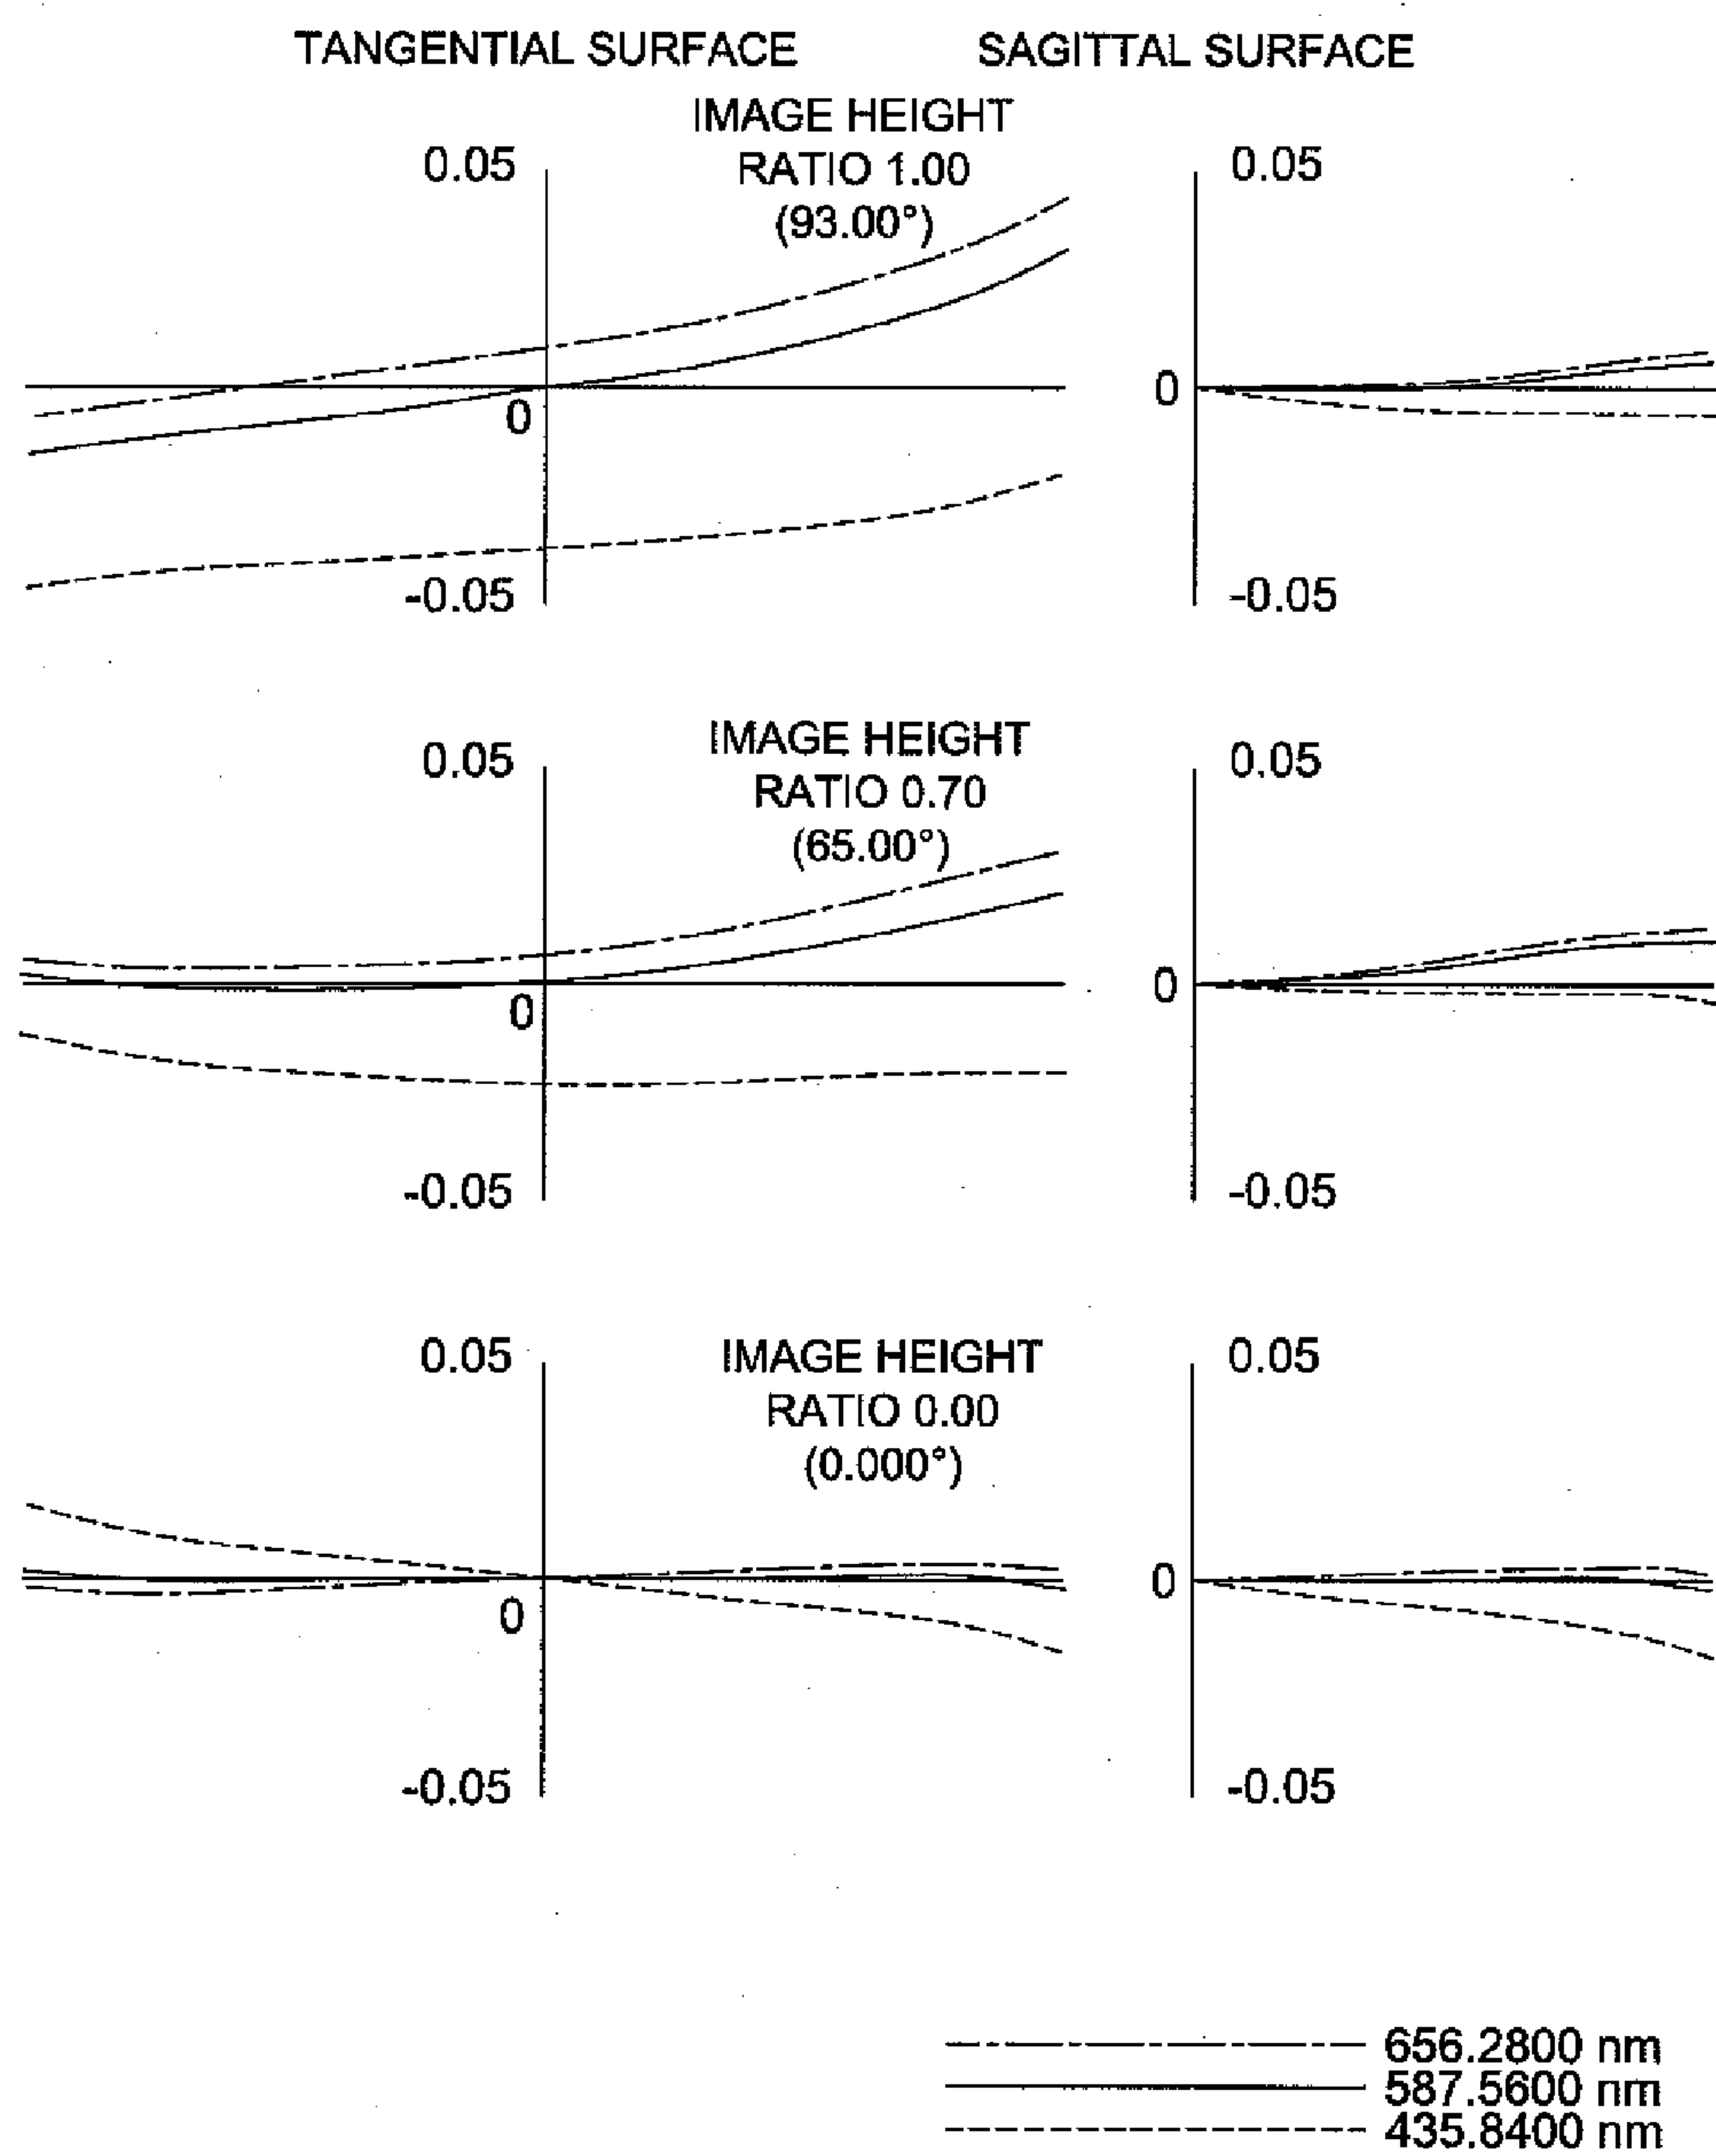 TANGENTIAL SURFACE
SAGITTAL SURFACE
IMAGE HEIGHT
RATIO 1.00
(93.00°)
0.05
0
-0.05
0.05
0
-0.05
IMAGE HEIGHT
RATIO 0.70
(65.00°)
0.05
0
-0.05
0.05
0
-0.05
IMAGE HEIGHT
RATIO 0.00
(0.000°)
0.05
0
-0.05
0.05
0
-0.05
656.2800 nm
587.5600 nm
435.8400 nm